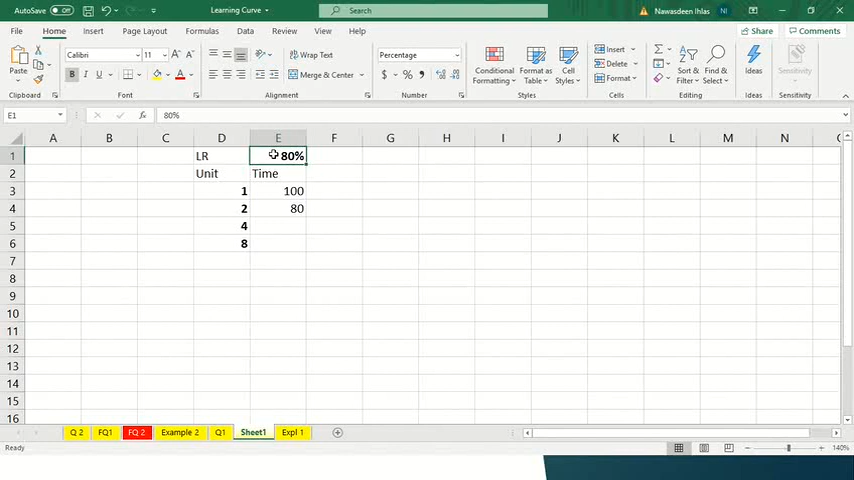 AutoSave Off Learning Curve Search Nawasdeen Ihlas NI
File Home Insert Page Layout Formulas Data Review View Help Share Comments
Paste Calibri 11 Wrap Text Percentage Conditional Formatting Format as Table Cell Styles Insert Sort & Filter Find & Select Ideas Sensitivity
B I U Merge & Center $ % Delete
Format
Clipboard Font Alignment Number Styles Cells Editing Ideas Sensitivity
E1 fx 80%
A B C D E F G H I J K L M N
1 LR 80%
2 Unit Time
3 1 100
4 2 80
5 4
6 8
7
8
9
10
11
12
13
14
15
16
Q 2 FQ1 FQ 2 Example 2 Q1 Sheet1 Expl 1
Ready 140%